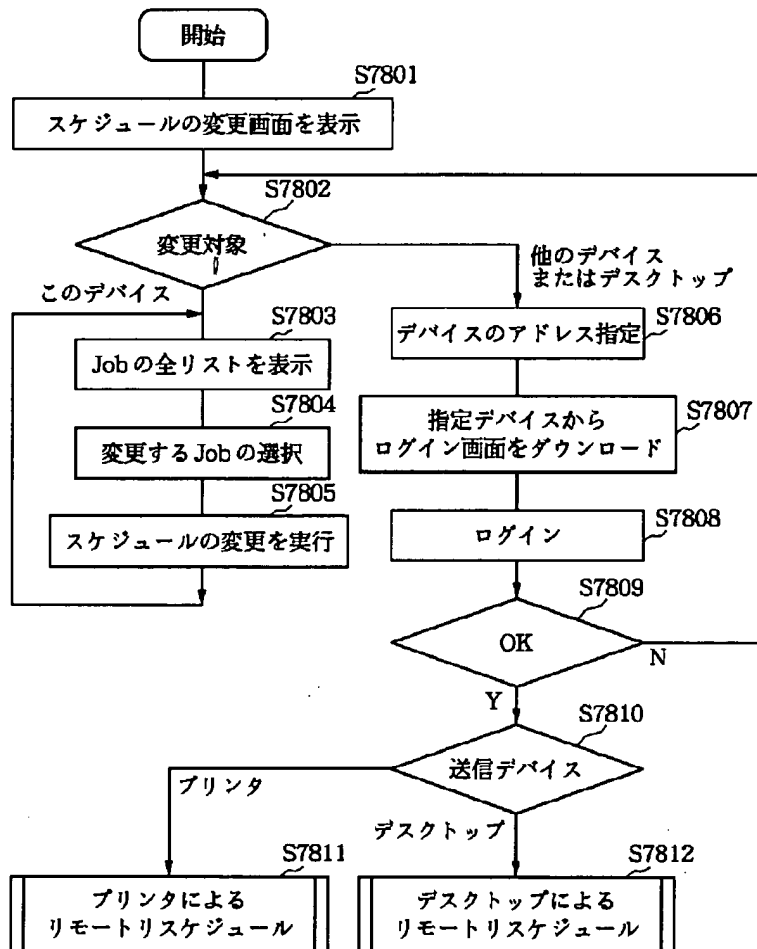 開始
S7801
スケジュールの変更画面を表示
S7802
変更対象
このデバイス
他のデバイス
またはデスクトップ
S7803
Jobの全リストを表示
S7804
変更するJobの選択
S7805
スケジュールの変更を実行
S7806
デバイスのアドレス指定
S7807
指定デバイスから
ログイン画面をダウンロード
S7808
ログイン
S7809
OK
N
Y
S7810
送信デバイス
プリンタ
デスクトップ
S7811
プリンタによる
リモートリスケジュール
S7812
デスクトップによる
リモートリスケジュール